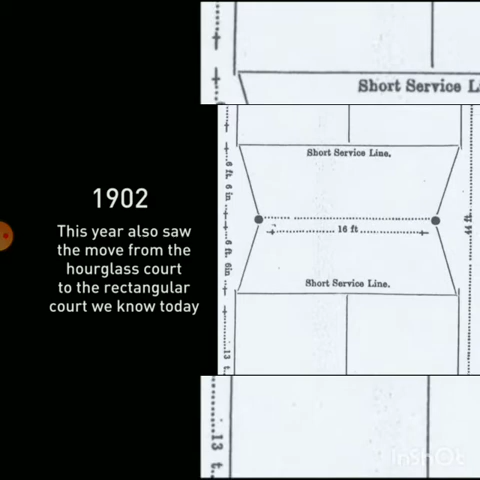 1902
This year also saw
the move from the
hourglass court
to the rectangular
court we know today
Short Service Li
6 ft. 6 in
Short Service Line.
16 ft
44 ft.
6 ft. 6in
Short Service Line.
13 t.
13 t.
InShOt